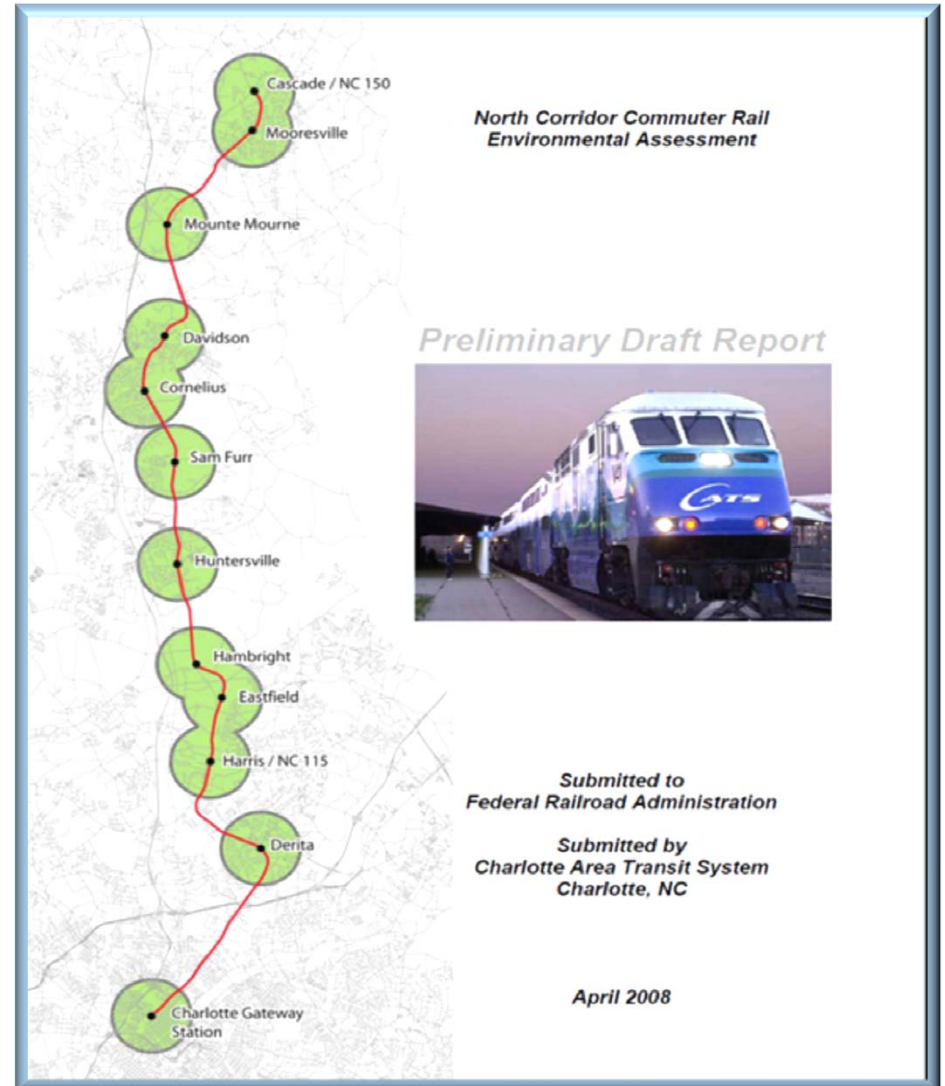 Cascade / NC 150
Mooresville
Mounte Mourne
Davidson
Cornelius
Sam Furr
Huntersville
Hambright
Eastfield
Harris / NC 115
Derita
Charlotte Gateway
Station
North Corridor Commuter Rail
Environmental Assessment
Preliminary Draft Report
CATS
Submitted to
Federal Railroad Administration
Submitted by
Charlotte Area Transit System
Charlotte, NC
April 2008